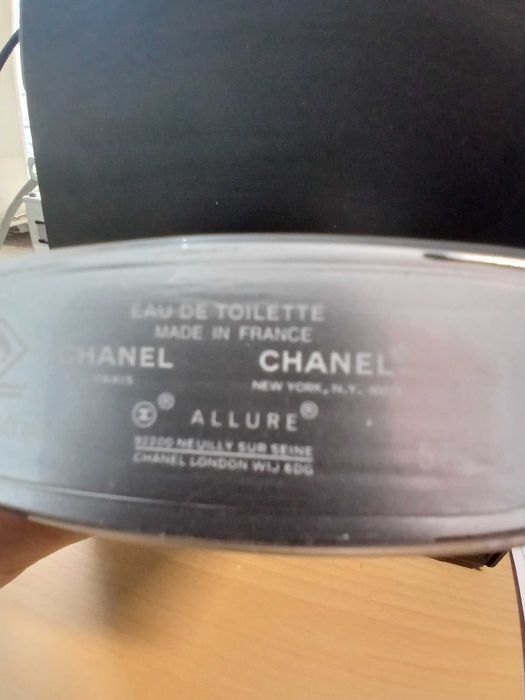 EAU DE TOILETTE
MADE IN FRANCE
CHANEL CHANEL
PARIS NEW YORK, N.Y.
® ALLURE®
92200 NEUILLY SUR SEINE
CHANEL LONDON W1J 6DG